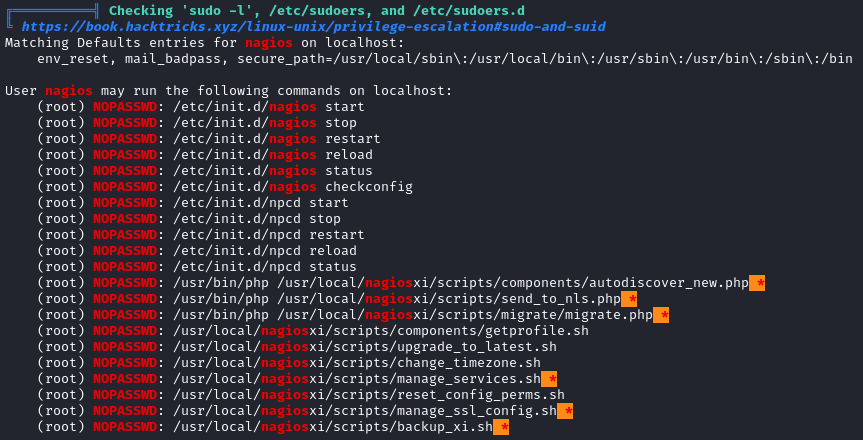 ╔══════════╣ Checking 'sudo -l', /etc/sudoers, and /etc/sudoers.d
╚ https://book.hacktricks.xyz/linux-unix/privilege-escalation#sudo-and-suid
Matching Defaults entries for nagios on localhost:
    env_reset, mail_badpass, secure_path=/usr/local/sbin\:/usr/local/bin\:/usr/sbin\:/usr/bin\:/sbin\:/bin
User nagios may run the following commands on localhost:
    (root) NOPASSWD: /etc/init.d/nagios start
    (root) NOPASSWD: /etc/init.d/nagios stop
    (root) NOPASSWD: /etc/init.d/nagios restart
    (root) NOPASSWD: /etc/init.d/nagios reload
    (root) NOPASSWD: /etc/init.d/nagios status
    (root) NOPASSWD: /etc/init.d/nagios checkconfig
    (root) NOPASSWD: /etc/init.d/npcd start
    (root) NOPASSWD: /etc/init.d/npcd stop
    (root) NOPASSWD: /etc/init.d/npcd restart
    (root) NOPASSWD: /etc/init.d/npcd reload
    (root) NOPASSWD: /etc/init.d/npcd status
    (root) NOPASSWD: /usr/bin/php /usr/local/nagiosxi/scripts/components/autodiscover_new.php *
    (root) NOPASSWD: /usr/bin/php /usr/local/nagiosxi/scripts/send_to_nls.php *
    (root) NOPASSWD: /usr/bin/php /usr/local/nagiosxi/scripts/migrate/migrate.php *
    (root) NOPASSWD: /usr/local/nagiosxi/scripts/components/getprofile.sh
    (root) NOPASSWD: /usr/local/nagiosxi/scripts/upgrade_to_latest.sh
    (root) NOPASSWD: /usr/local/nagiosxi/scripts/change_timezone.sh
    (root) NOPASSWD: /usr/local/nagiosxi/scripts/manage_services.sh *
    (root) NOPASSWD: /usr/local/nagiosxi/scripts/reset_config_perms.sh
    (root) NOPASSWD: /usr/local/nagiosxi/scripts/manage_ssl_config.sh *
    (root) NOPASSWD: /usr/local/nagiosxi/scripts/backup_xi.sh *